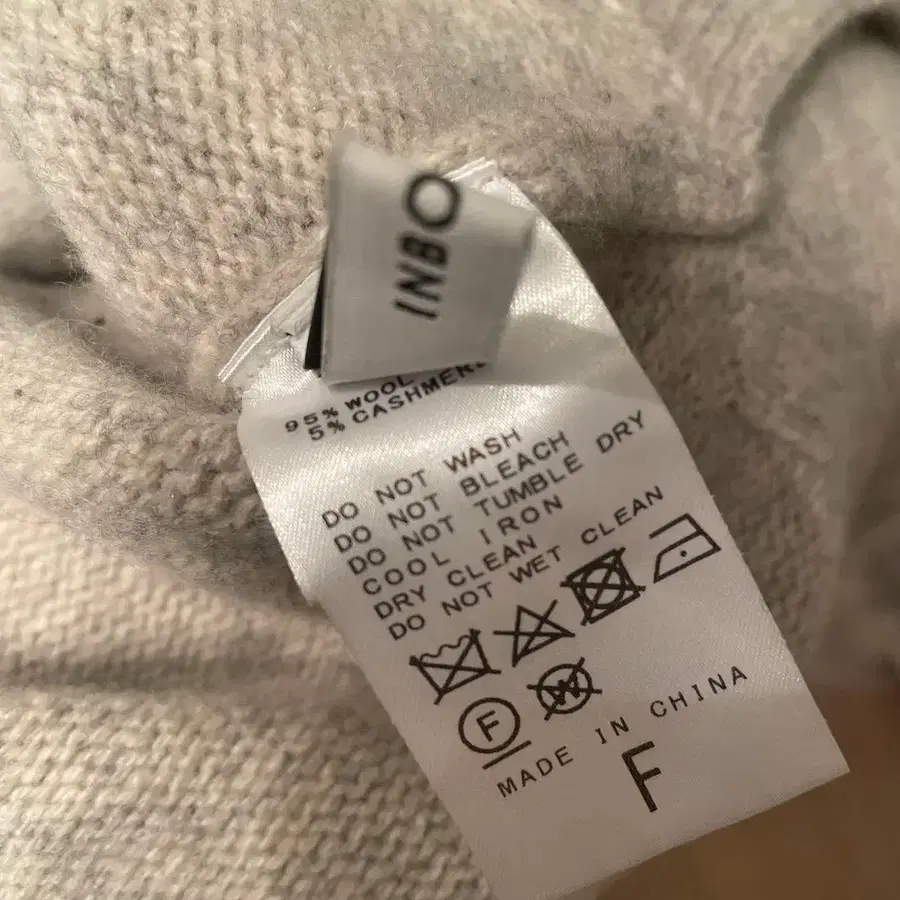 INBO
95% WOOL
5% CASHMERE
DO NOT WASH
DO NOT BLEACH
DO NOT TUMBLE DRY
COOL IRON
DRY CLEAN
DO NOT WET CLEAN
F W
MADE IN CHINA
F